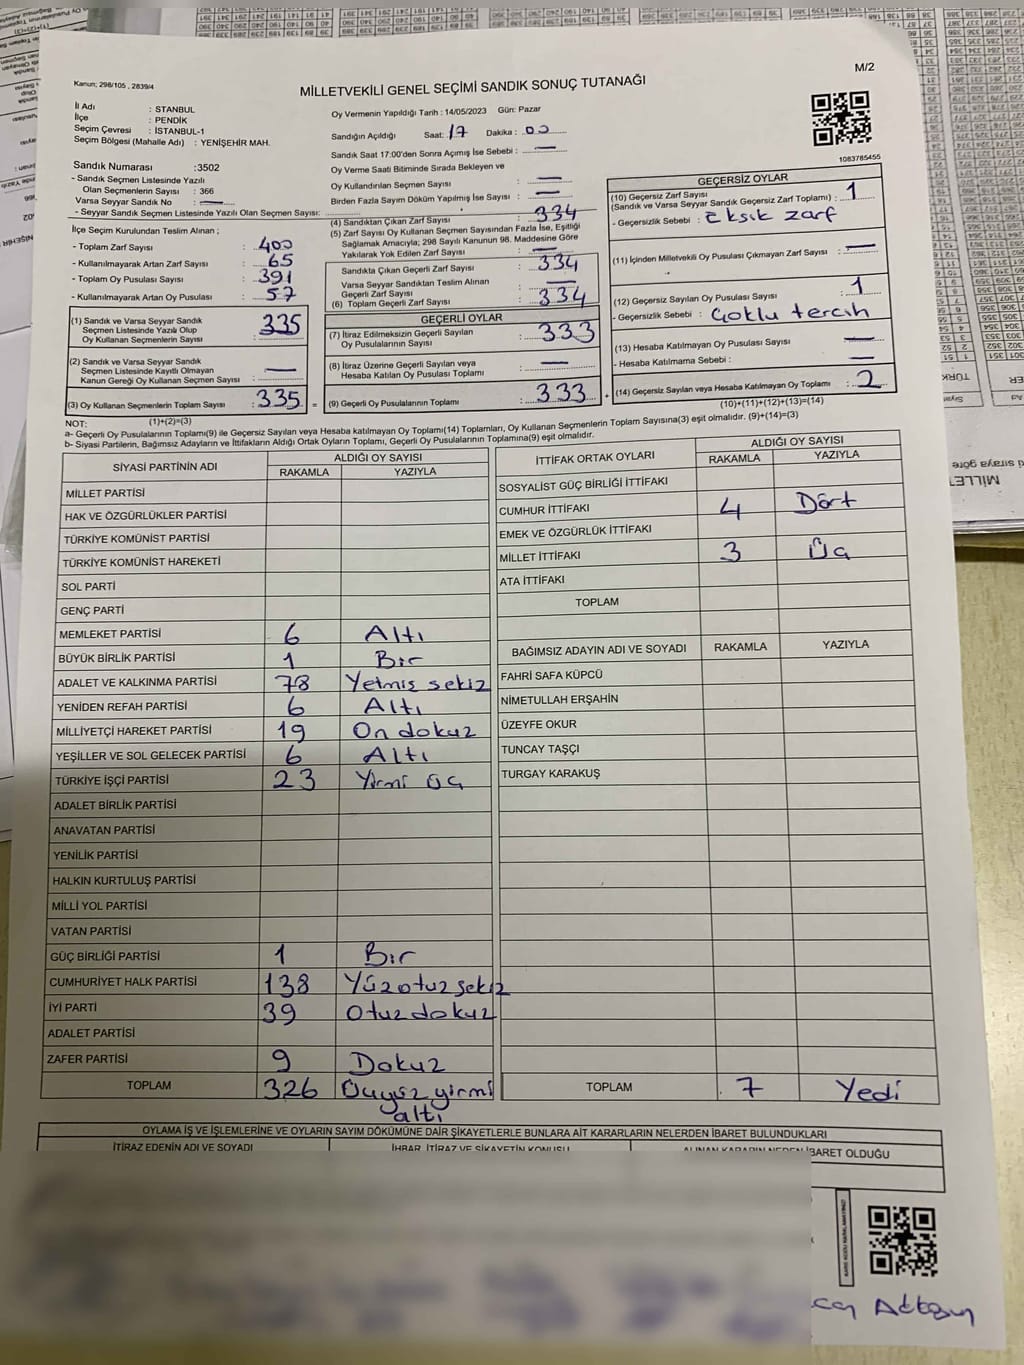 M/2
Kanun; 298/105 , 2839/4
MİLLETVEKİLİ GENEL SEÇİMİ SANDIK SONUÇ TUTANAĞI
İl Adı : İSTANBUL
İlçe : PENDİK
Seçim Çevresi : İSTANBUL-1
Seçim Bölgesi (Mahalle Adı) : YENİŞEHİR MAH.
Sandık Numarası :3502
- Sandık Seçmen Listesinde Yazılı
Olan Seçmenlerin Sayısı : 366
Varsa Seyyar Sandık No : —
- Seyyar Sandık Seçmen Listesinde Yazılı Olan Seçmen Sayısı:
İlçe Seçim Kurulundan Teslim Alınan ;
- Toplam Zarf Sayısı : 400
- Kullanılmayarak Artan Zarf Sayısı : 65
- Toplam Oy Pusulası Sayısı : 391
- Kullanılmayarak Artan Oy Pusulası : 57
(1) Sandık ve Varsa Seyyar Sandık
Seçmen Listesinde Yazılı Olup
Oy Kullanan Seçmenlerin Sayısı : 335
(2) Sandık ve Varsa Seyyar Sandık
Seçmen Listesinde Kayıtlı Olmayan
Kanun Gereği Oy Kullanan Seçmen Sayısı : —
(3) Oy Kullanan Seçmenlerin Toplam Sayısı : 335
Oy Vermenin Yapıldığı Tarih : 14/05/2023 Gün: Pazar
Sandığın Açıldığı Saat: 17 Dakika : 00
Sandık Saat 17:00'den Sonra Açımış İse Sebebi : —
Oy Verme Saati Bitiminde Sırada Bekleyen ve
Oy Kullandırılan Seçmen Sayısı : —
Birden Fazla Sayım Döküm Yapılmış İse Sayısı : —
(4) Sandıktan Çıkan Zarf Sayısı : 334
(5) Zarf Sayısı Oy Kullanan Seçmen Sayısından Fazla İse, Eşitliği
Sağlamak Amacıyla; 298 Sayılı Kanunun 98. Maddesine Göre
Yakılarak Yok Edilen Zarf Sayısı : —
Sandıkta Çıkan Geçerli Zarf Sayısı : 334
Varsa Seyyar Sandıktan Teslim Alınan
Geçerli Zarf Sayısı : —
(6) Toplam Geçerli Zarf Sayısı : 334
GEÇERLİ OYLAR
(7) İtiraz Edilmeksizin Geçerli Sayılan
Oy Pusulalarının Sayısı : 333
(8) İtiraz Üzerine Geçerli Sayılan veya
Hesaba Katılan Oy Pusulası Toplamı : —
= (9) Geçerli Oy Pusulalarının Toplamı : 333
1083785455
GEÇERSİZ OYLAR
(10) Geçersiz Zarf Sayısı
(Sandık ve Varsa Seyyar Sandık Geçersiz Zarf Toplamı) : 1
- Geçersizlik Sebebi : Eksik zarf
(11) İçinden Milletvekili Oy Pusulası Çıkmayan Zarf Sayısı : —
(12) Geçersiz Sayılan Oy Pusulası Sayısı : 1
- Geçersizlik Sebebi : Çoklu tercih
(13) Hesaba Katılmayan Oy Pusulası Sayısı : —
- Hesaba Katılmama Sebebi : —
+ (14) Geçersiz Sayılan veya Hesaba Katılmayan Oy Toplamı : 2
NOT: (1)+(2)=(3)
(10)+(11)+(12)+(13)=(14)
a- Geçerli Oy Pusulalarının Toplamı(9) ile Geçersiz Sayılan veya Hesaba katılmayan Oy Toplamı(14) Toplamları, Oy Kullanan Seçmenlerin Toplam Sayısına(3) eşit olmalıdır. (9)+(14)=(3)
b- Siyasi Partilerin, Bağımsız Adayların ve İttifakların Aldığı Ortak Oyların Toplamı, Geçerli Oy Pusulalarının Toplamına(9) eşit olmalıdır.
SİYASİ PARTİNİN ADI ALDIĞI OY SAYISI
RAKAMLA YAZIYLA
MİLLET PARTİSİ
HAK VE ÖZGÜRLÜKLER PARTİSİ
TÜRKİYE KOMÜNİST PARTİSİ
TÜRKİYE KOMÜNİST HAREKETİ
SOL PARTİ
GENÇ PARTİ
MEMLEKET PARTİSİ 6 Altı
BÜYÜK BİRLİK PARTİSİ 1 Bir
ADALET VE KALKINMA PARTİSİ 78 Yetmiş sekiz
YENİDEN REFAH PARTİSİ 6 Altı
MİLLİYETÇİ HAREKET PARTİSİ 19 On dokuz
YEŞİLLER VE SOL GELECEK PARTİSİ 6 Altı
TÜRKİYE İŞÇİ PARTİSİ 23 Yirmi üç
ADALET BİRLİK PARTİSİ
ANAVATAN PARTİSİ
YENİLİK PARTİSİ
HALKIN KURTULUŞ PARTİSİ
MİLLİ YOL PARTİSİ
VATAN PARTİSİ
GÜÇ BİRLİĞİ PARTİSİ 1 Bir
CUMHURİYET HALK PARTİSİ 138 Yüzotuz sekiz
İYİ PARTİ 39 Otuz dokuz
ADALET PARTİSİ
ZAFER PARTİSİ 9 Dokuz
TOPLAM 326 Üçyüz yirmi
altı
İTTİFAK ORTAK OYLARI ALDIĞI OY SAYISI
RAKAMLA YAZIYLA
SOSYALİST GÜÇ BİRLİĞİ İTTİFAKI
CUMHUR İTTİFAKI 4 Dört
EMEK VE ÖZGÜRLÜK İTTİFAKI
MİLLET İTTİFAKI 3 Üç
ATA İTTİFAKI
TOPLAM
BAĞIMSIZ ADAYIN ADI VE SOYADI RAKAMLA YAZIYLA
FAHRİ SAFA KÜPCÜ
NİMETULLAH ERŞAHİN
ÜZEYFE OKUR
TUNCAY TAŞÇI
TURGAY KARAKUŞ
TOPLAM 7 Yedi
OYLAMA İŞ VE İŞLEMLERİNE VE OYLARIN SAYIM DÖKÜMÜNE DAİR ŞİKAYETLERLE BUNLARA AİT KARARLARIN NELERDEN İBARET BULUNDUKLARI
İTİRAZ EDENİN ADI VE SOYADI İHBAR, İTİRAZ VE ŞİKAYETİN KONUSU ALINAN KARARIN NEDEN İBARET OLDUĞU